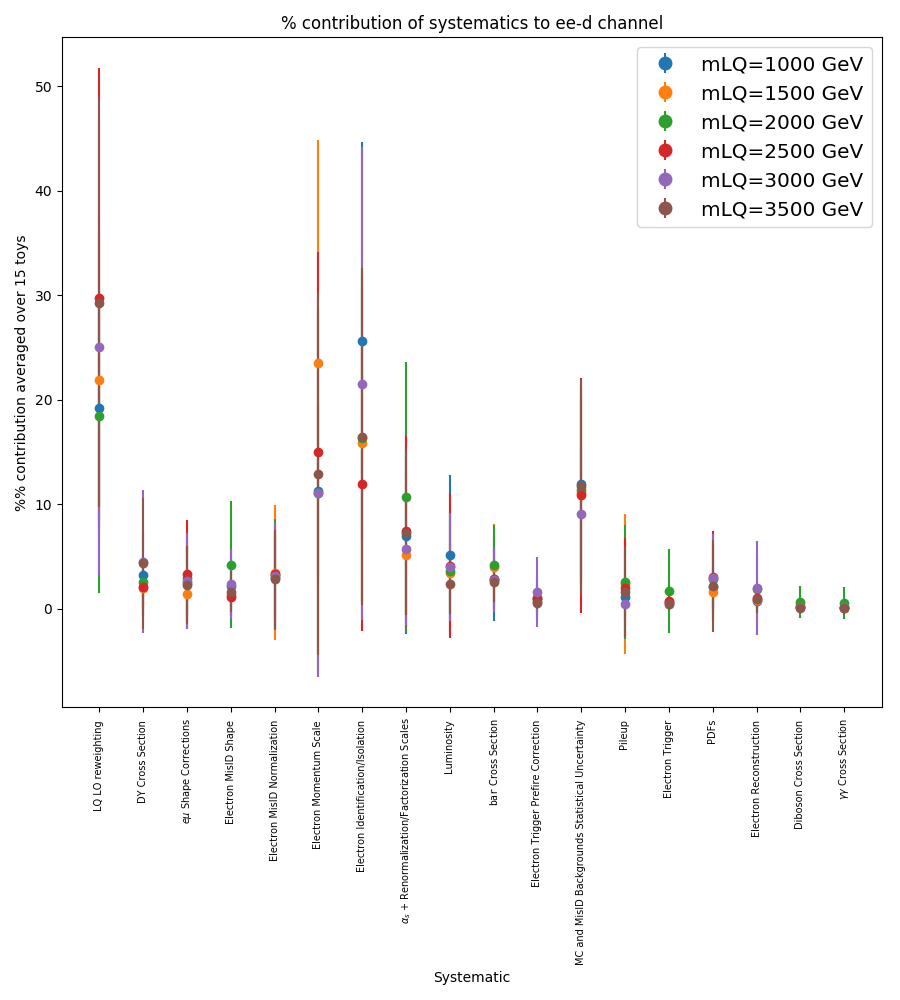 % contribution of systematics to ee-d channel
%% contribution averaged over 15 toys
50
40
30
20
10
0
mLQ=1000 GeV
mLQ=1500 GeV
mLQ=2000 GeV
mLQ=2500 GeV
mLQ=3000 GeV
mLQ=3500 GeV
LQ LO reweighting
DY Cross Section
eμ Shape Corrections
Electron MisID Shape
Electron MisID Normalization
Electron Momentum Scale
Electron Identification/Isolation
αs + Renormalization/Factorization Scales
Luminosity
bar Cross Section
Electron Trigger Prefire Correction
MC and MisID Backgrounds Statistical Uncertainty
Pileup
Electron Trigger
PDFs
Electron Reconstruction
Diboson Cross Section
γγ Cross Section
Systematic